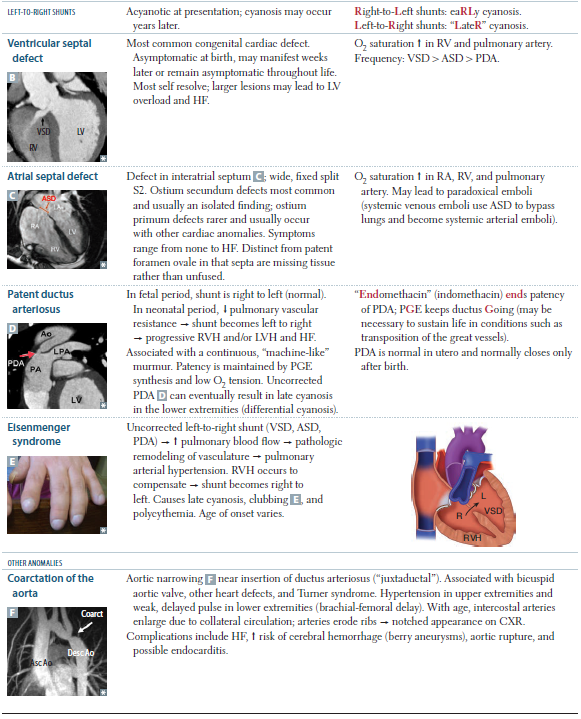 LEFT-TO-RIGHT SHUNTS
Acyanotic at presentation; cyanosis may occur
years later.
Right-to-Left shunts: eaRLy cyanosis.
Left-to-Right shunts: “LateR” cyanosis.
Ventricular septal
defect
B
VSD
LV
RV
Most common congenital cardiac defect.
Asymptomatic at birth, may manifest weeks
later or remain asymptomatic throughout life.
Most self resolve; larger lesions may lead to LV
overload and HF.
O2 saturation ↑ in RV and pulmonary artery.
Frequency: VSD > ASD > PDA.
Atrial septal defect
C
ASD
RA
LV
RV
Defect in interatrial septum C; wide, fixed split
S2. Ostium secundum defects most common
and usually an isolated finding; ostium
primum defects rarer and usually occur
with other cardiac anomalies. Symptoms
range from none to HF. Distinct from patent
foramen ovale in that septa are missing tissue
rather than unfused.
O2 saturation ↑ in RA, RV, and pulmonary
artery. May lead to paradoxical emboli
(systemic venous emboli use ASD to bypass
lungs and become systemic arterial emboli).
Patent ductus
arteriosus
D
Ao
LPA
PDA
PA
LV
In fetal period, shunt is right to left (normal).
In neonatal period, ↓ pulmonary vascular
resistance → shunt becomes left to right
→ progressive RVH and/or LVH and HF.
Associated with a continuous, “machine-like”
murmur. Patency is maintained by PGE
synthesis and low O2 tension. Uncorrected
PDA D can eventually result in late cyanosis
in the lower extremities (differential cyanosis).
“Endomethacin” (indomethacin) ends patency
of PDA; PGE keeps ductus Going (may be
necessary to sustain life in conditions such as
transposition of the great vessels).
PDA is normal in utero and normally closes only
after birth.
Eisenmenger
syndrome
E
Uncorrected left-to-right shunt (VSD, ASD,
PDA) → ↑ pulmonary blood flow → pathologic
remodeling of vasculature → pulmonary
arterial hypertension. RVH occurs to
compensate → shunt becomes right to
left. Causes late cyanosis, clubbing E, and
polycythemia. Age of onset varies.
L
R
VSD
RVH
OTHER ANOMALIES
Coarctation of the
aorta
F
Coarct
Desc Ao
Asc Ao
Aortic narrowing F near insertion of ductus arteriosus (“juxtaductal”). Associated with bicuspid
aortic valve, other heart defects, and Turner syndrome. Hypertension in upper extremities and
weak, delayed pulse in lower extremities (brachial-femoral delay). With age, intercostal arteries
enlarge due to collateral circulation; arteries erode ribs → notched appearance on CXR.
Complications include HF, ↑ risk of cerebral hemorrhage (berry aneurysms), aortic rupture, and
possible endocarditis.